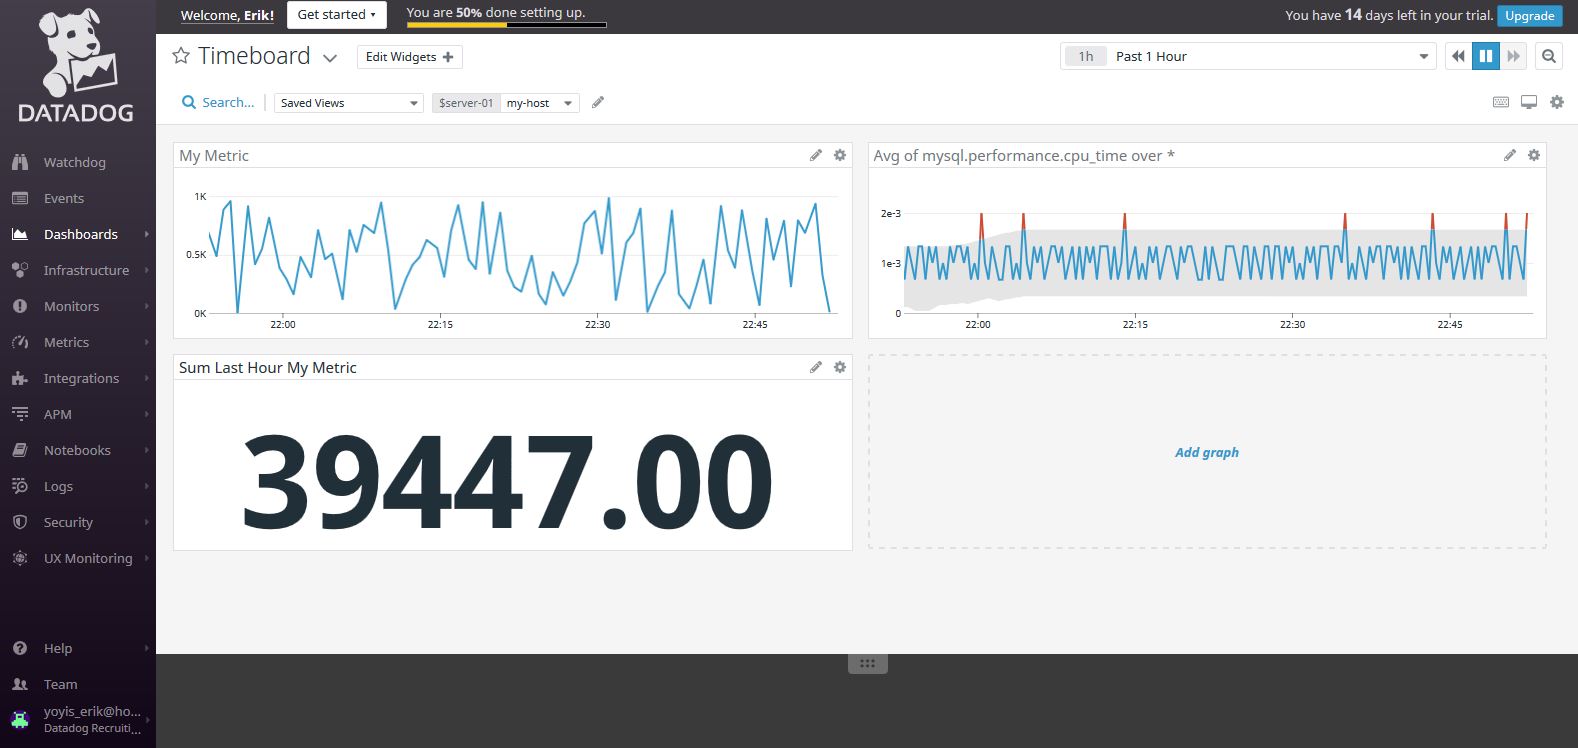 DATADOG
Welcome, Erik!
Get started
You are 50% done setting up.
You have 14 days left in your trial.
Upgrade
Timeboard
Edit Widgets
1h
Past 1 Hour
Search...
Saved Views
$server-01
my-host
Watchdog
Events
Dashboards
Infrastructure
Monitors
Metrics
Integrations
APM
Notebooks
Logs
Security
UX Monitoring
Help
Team
yoyis_erik@ho...
Datadog Recruiti...
My Metric
1K
0.5K
0K
22:00
22:15
22:30
22:45
Avg of mysql.performance.cpu_time over *
2e-3
1e-3
0
22:00
22:15
22:30
22:45
Sum Last Hour My Metric
39447.00
Add graph